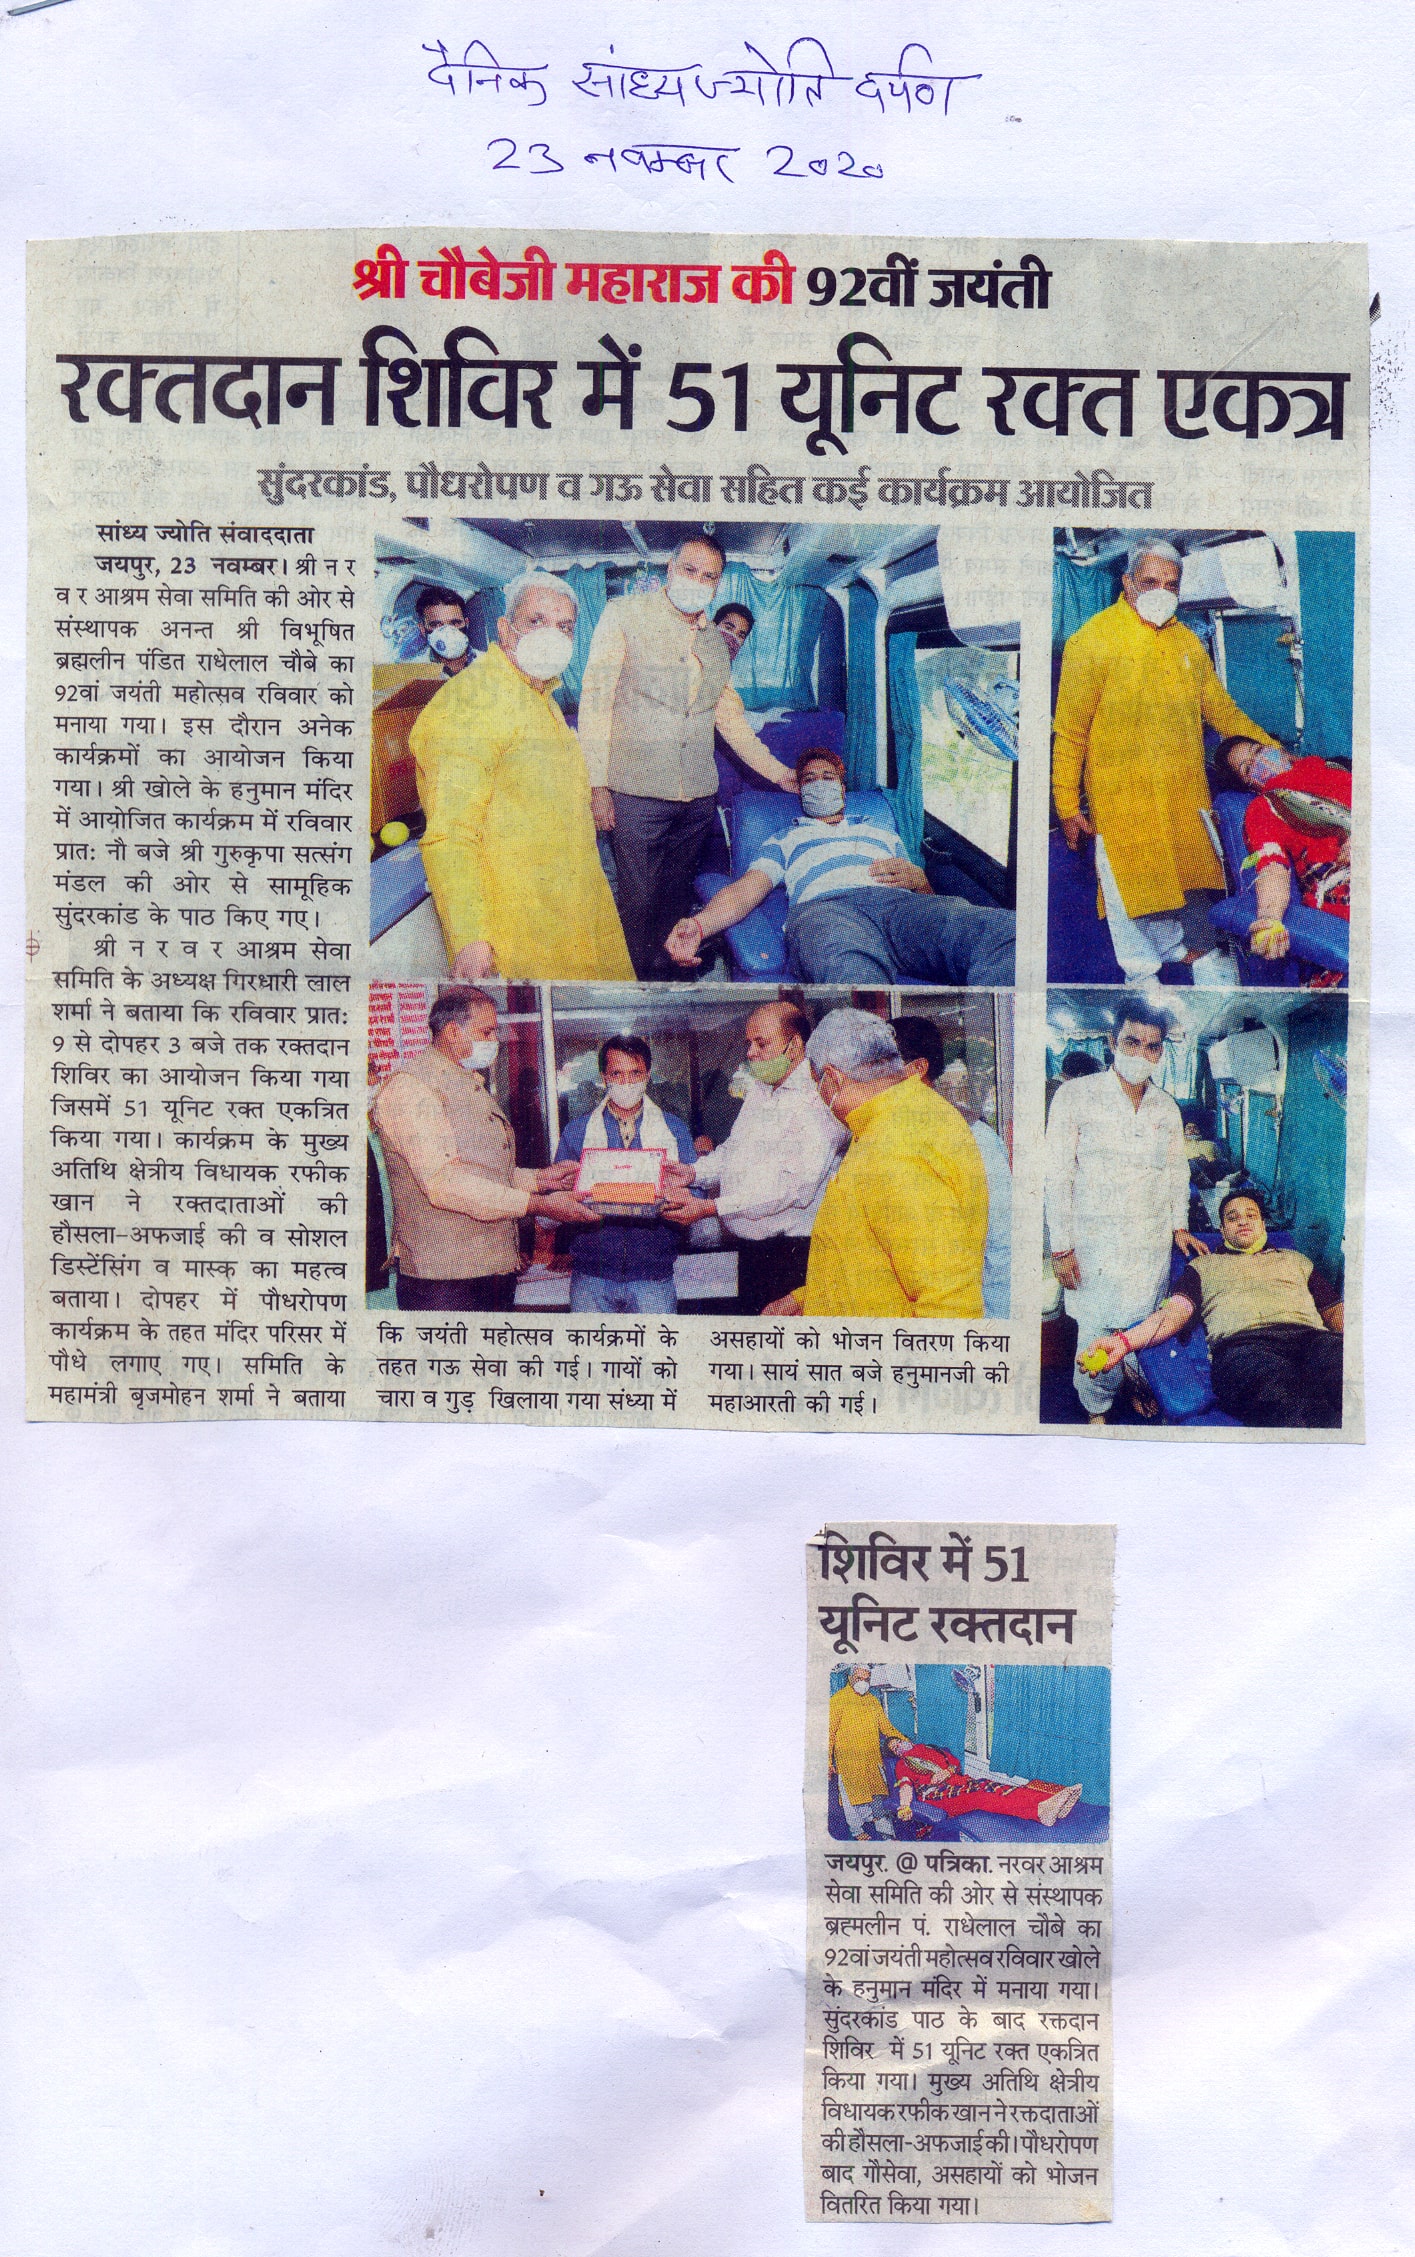 दैनिक सांध्यज्योति दर्पण
23 नवम्बर 2020
श्री चौबेजी महाराज की 92वीं जयंती
रक्तदान शिविर में 51 यूनिट रक्त एकत्र
सुंदरकांड, पौधरोपण व गऊ सेवा सहित कई कार्यक्रम आयोजित
सांध्य ज्योति संवाददाता
जयपुर, 23 नवम्बर। श्री न र
व र आश्रम सेवा समिति की ओर से
संस्थापक अनन्त श्री विभूषित
ब्रह्मलीन पंडित राधेलाल चौबे का
92वां जयंती महोत्सव रविवार को
मनाया गया। इस दौरान अनेक
कार्यक्रमों का आयोजन किया
गया। श्री खोले के हनुमान मंदिर
में आयोजित कार्यक्रम में रविवार
प्रात: नौ बजे श्री गुरुकृपा सत्संग
मंडल की ओर से सामूहिक
सुंदरकांड के पाठ किए गए।
श्री न र व र आश्रम सेवा
समिति के अध्यक्ष गिरधारी लाल
शर्मा ने बताया कि रविवार प्रात:
9 से दोपहर 3 बजे तक रक्तदान
शिविर का आयोजन किया गया
जिसमें 51 यूनिट रक्त एकत्रित
किया गया। कार्यक्रम के मुख्य
अतिथि क्षेत्रीय विधायक रफीक
खान ने रक्तदाताओं की
हौसला-अफजाई की व सोशल
डिस्टेंसिंग व मास्क का महत्व
बताया। दोपहर में पौधरोपण
कार्यक्रम के तहत मंदिर परिसर में
पौधे लगाए गए। समिति के
महामंत्री बृजमोहन शर्मा ने बताया
कि जयंती महोत्सव कार्यक्रमों के
तहत गऊ सेवा की गई। गायों को
चारा व गुड़ खिलाया गया संध्या में
असहायों को भोजन वितरण किया
गया। सायं सात बजे हनुमानजी की
महाआरती की गई।
शिविर में 51
यूनिट रक्तदान
जयपुर. @ पत्रिका. नरवर आश्रम
सेवा समिति की ओर से संस्थापक
ब्रह्मलीन पं. राधेलाल चौबे का
92वां जयंती महोत्सव रविवार खोले
के हनुमान मंदिर में मनाया गया।
सुंदरकांड पाठ के बाद रक्तदान
शिविर में 51 यूनिट रक्त एकत्रित
किया गया। मुख्य अतिथि क्षेत्रीय
विधायक रफीक खान ने रक्तदाताओं
की हौसला-अफजाई की। पौधरोपण
बाद गौसेवा, असहायों को भोजन
वितरित किया गया।